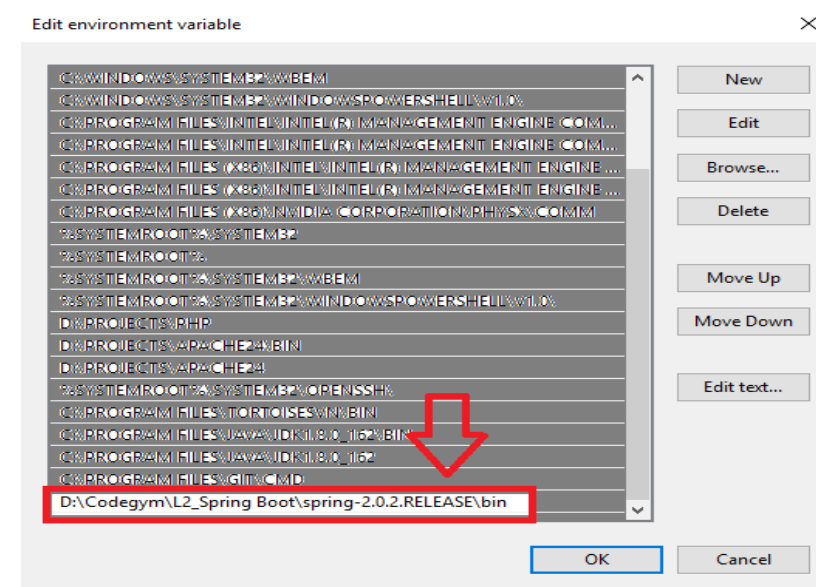 Edit environment variable
C:\WINDOWS\SYSTEM32\WBEM
C:\WINDOWS\SYSTEM32\WINDOWSPOWERSHELL\V1.0\
C:\PROGRAM FILES\INTEL\INTEL(R) MANAGEMENT ENGINE COM...
C:\PROGRAM FILES\INTEL\INTEL(R) MANAGEMENT ENGINE COM...
C:\PROGRAM FILES (X86)\INTEL\INTEL(R) MANAGEMENT ENGINE ...
C:\PROGRAM FILES (X86)\INTEL\INTEL(R) MANAGEMENT ENGINE ...
C:\PROGRAM FILES (X86)\NVIDIA CORPORATION\PHYSX\COMM
%SYSTEMROOT%\SYSTEM32
%SYSTEMROOT%
%SYSTEMROOT%\SYSTEM32\WBEM
%SYSTEMROOT%\SYSTEM32\WINDOWSPOWERSHELL\V1.0\
D:\PROJECTS\PHP
D:\PROJECTS\APACHE24\BIN
D:\PROJECTS\APACHE24
%SYSTEMROOT%\SYSTEM32\OPENSSH\
C:\PROGRAM FILES\TORTOISESVN\BIN
C:\PROGRAM FILES\JAVA\JDK1.8.0_162\BIN
C:\PROGRAM FILES\JAVA\JDK1.8.0_162
C:\PROGRAM FILES\GIT\CMD
D:\Codegym\L2_Spring Boot\spring-2.0.2.RELEASE\bin
New
Edit
Browse...
Delete
Move Up
Move Down
Edit text...
OK
Cancel